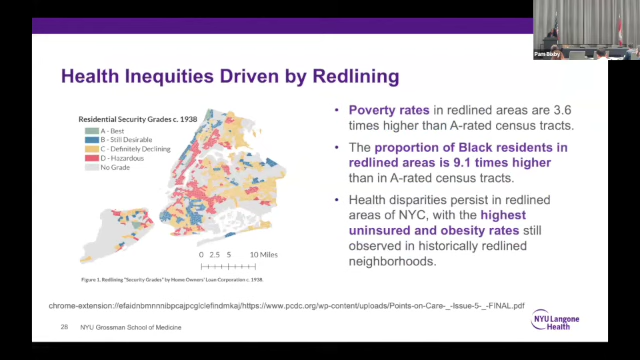 Pam Bixby
Health Inequities Driven by Redlining
Residential Security Grades c. 1938
A - Best
B - Still Desirable
C - Definitely Declining
D - Hazardous
No Grade
0 2.5 5 10 Miles
Figure 1. Redlining "Security Grades" by Home Owners' Loan Corporation c. 1938.
• Poverty rates in redlined areas are 3.6
times higher than A-rated census tracts.
• The proportion of Black residents in
redlined areas is 9.1 times higher
than in A-rated census tracts.
• Health disparities persist in redlined
areas of NYC, with the highest
uninsured and obesity rates still
observed in historically redlined
neighborhoods.
chrome-extension://efaidnbmnnnibpcajpcglclefindmkaj/https://www.pcdc.org/wp-content/uploads/Points-on-Care-_-Issue-5-_-FINAL.pdf
26 NYU Grossman School of Medicine
NYU Langone
Health